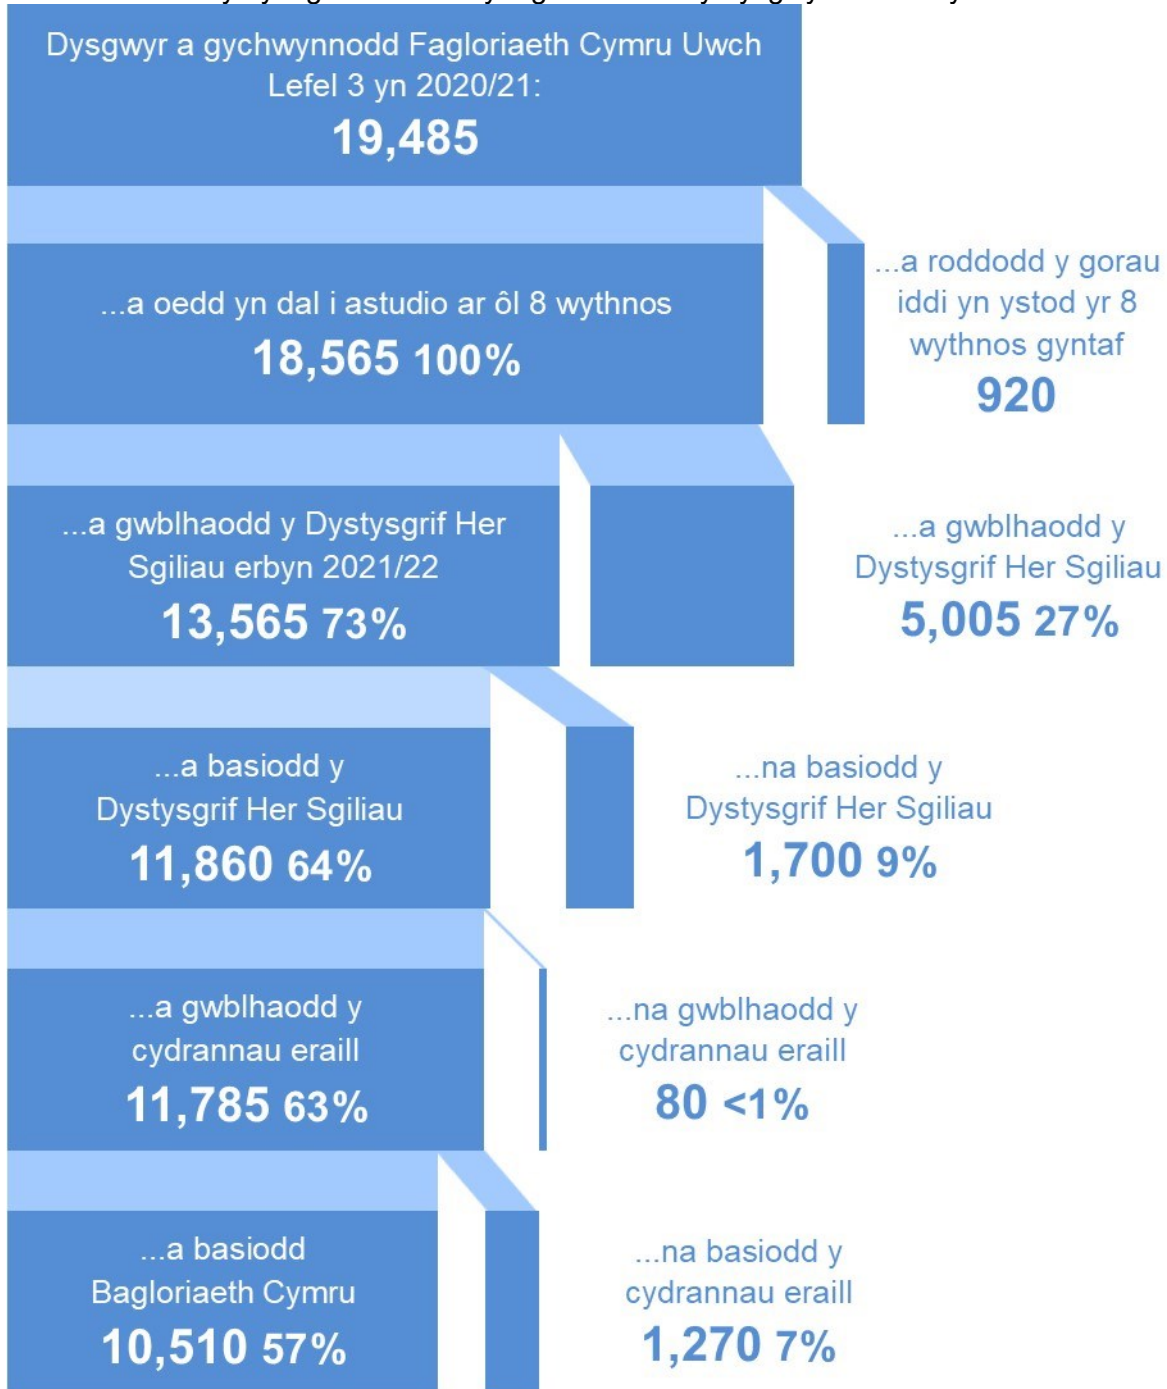 Dysgwyr a gychwynnodd Fagloriaeth Cymru Uwch
Lefel 3 yn 2020/21:
19,485
...a oedd yn dal i astudio ar ôl 8 wythnos
18,565 100%
...a roddodd y gorau
iddi yn ystod yr 8
wythnos gyntaf
920
...a gwblhaodd y Dystysgrif Her
Sgiliau erbyn 2021/22
13,565 73%
...a gwblhaodd y
Dystysgrif Her Sgiliau
5,005 27%
...a basiodd y
Dystysgrif Her Sgiliau
11,860 64%
...na basiodd y
Dystysgrif Her Sgiliau
1,700 9%
...a gwblhaodd y
cydrannau eraill
11,785 63%
...na gwblhaodd y
cydrannau eraill
80 <1%
...a basiodd
Bagloriaeth Cymru
10,510 57%
...na basiodd y
cydrannau eraill
1,270 7%